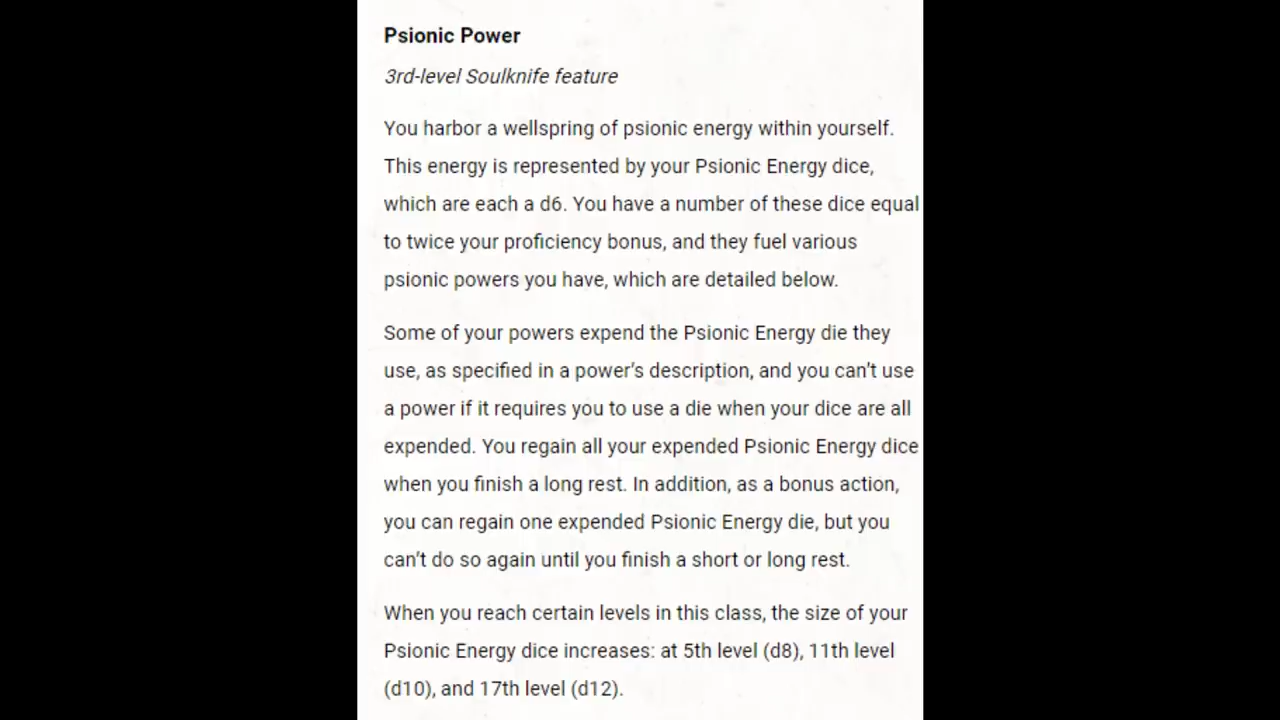 Psionic Power
3rd-level Soulknife feature
You harbor a wellspring of psionic energy within yourself.
This energy is represented by your Psionic Energy dice,
which are each a d6. You have a number of these dice equal
to twice your proficiency bonus, and they fuel various
psionic powers you have, which are detailed below.
Some of your powers expend the Psionic Energy die they
use, as specified in a power’s description, and you can’t use
a power if it requires you to use a die when your dice are all
expended. You regain all your expended Psionic Energy dice
when you finish a long rest. In addition, as a bonus action,
you can regain one expended Psionic Energy die, but you
can’t do so again until you finish a short or long rest.
When you reach certain levels in this class, the size of your
Psionic Energy dice increases: at 5th level (d8), 11th level
(d10), and 17th level (d12).